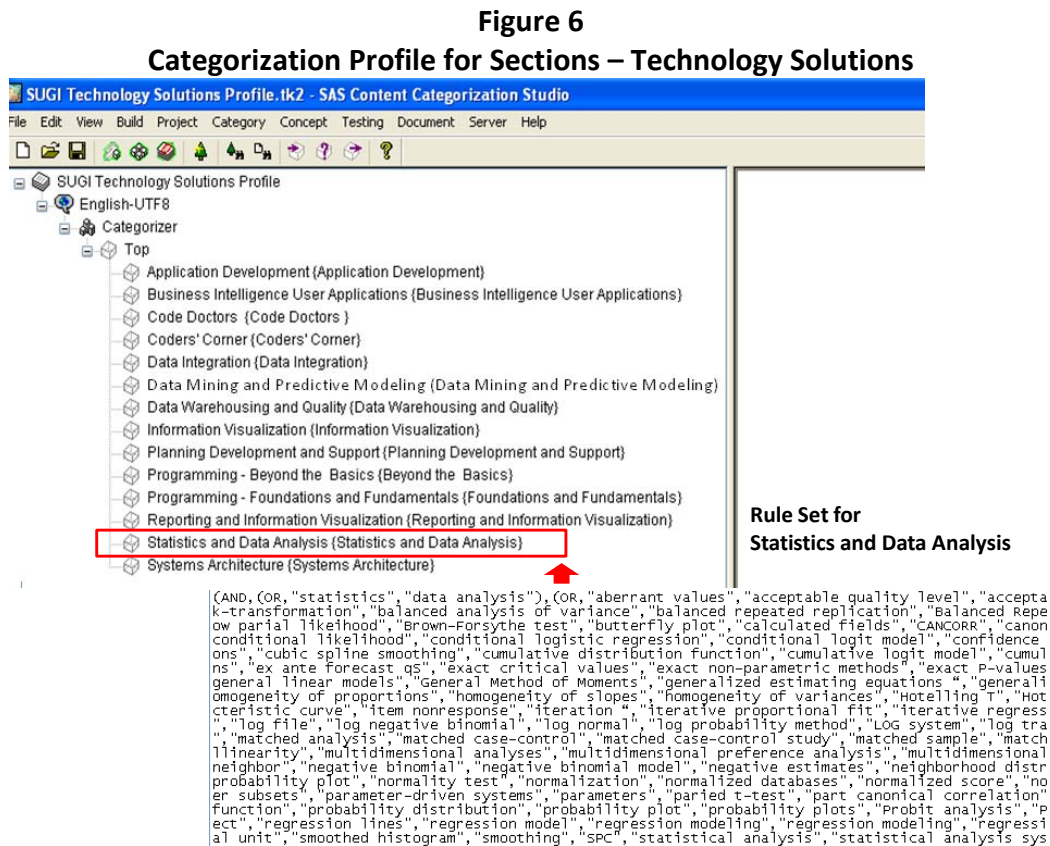 Figure 6
Categorization Profile for Sections – Technology Solutions
SUGI Technology Solutions Profile.tk2 - SAS Content Categorization Studio
File Edit View Build Project Category Concept Testing Document Server Help
SUGI Technology Solutions Profile
English-UTF8
Categorizer
Top
Application Development {Application Development}
Business Intelligence User Applications {Business Intelligence User Applications}
Code Doctors {Code Doctors }
Coders' Corner {Coders' Corner}
Data Integration {Data Integration}
Data Mining and Predictive Modeling (Data Mining and Predictive Modeling)
Data Warehousing and Quality {Data Warehousing and Quality}
Information Visualization {Information Visualization}
Planning Development and Support {Planning Development and Support}
Programming - Beyond the Basics {Beyond the Basics}
Programming - Foundations and Fundamentals {Foundations and Fundamentals}
Reporting and Information Visualization {Reporting and Information Visualization}
Statistics and Data Analysis {Statistics and Data Analysis}
Systems Architecture {Systems Architecture}
Rule Set for
Statistics and Data Analysis
(AND,(OR,"statistics","data analysis"),(OR,"aberrant values","acceptable quality level","accepta
k-transformation","balanced analysis of variance","balanced repeated replication","Balanced Repe
ow parial likeihood","Brown-Forsythe test","butterfly plot","calculated fields","CANCORR","canon
conditional likelihood","conditional logistic regression","conditional logit model","confidence
ons","cubic spline smoothing","cumulative distribution function","cumulative logit model","cumul
ns","ex ante forecast qS","exact critical values","exact non-parametric methods","exact P-values
general linear models","General Method of Moments","generalized estimating equations “,"generali
omogeneity of proportions","homogeneity of slopes","homogeneity of variances","Hotelling T","Hot
cteristic curve","item nonresponse","iteration “,"iterative proportional fit","iterative regress
","log file","log negative binomial","log normal","log probability method","LOG system","log tra
","matched analysis","matched case-control","matched case-control study","matched sample","match
llinearity","multidimensional analyses","multidimensional preference analysis","multidimensional
neighbor","negative binomial","negative binomial model","negative estimates","neighborhood distr
probability plot","normality test","normalization","normalized databases","normalized score","no
er subsets","parameter-driven systems","parameters","paried t-test","part canonical correlation"
function","probability distribution","probability plot","probability plots","Probit analysis","P
ect","regression lines","regression model","regression modeling","regression modeling","regressi
al unit","smoothed histogram","smoothing","SPC","statistical analysis","statistical analysis sys